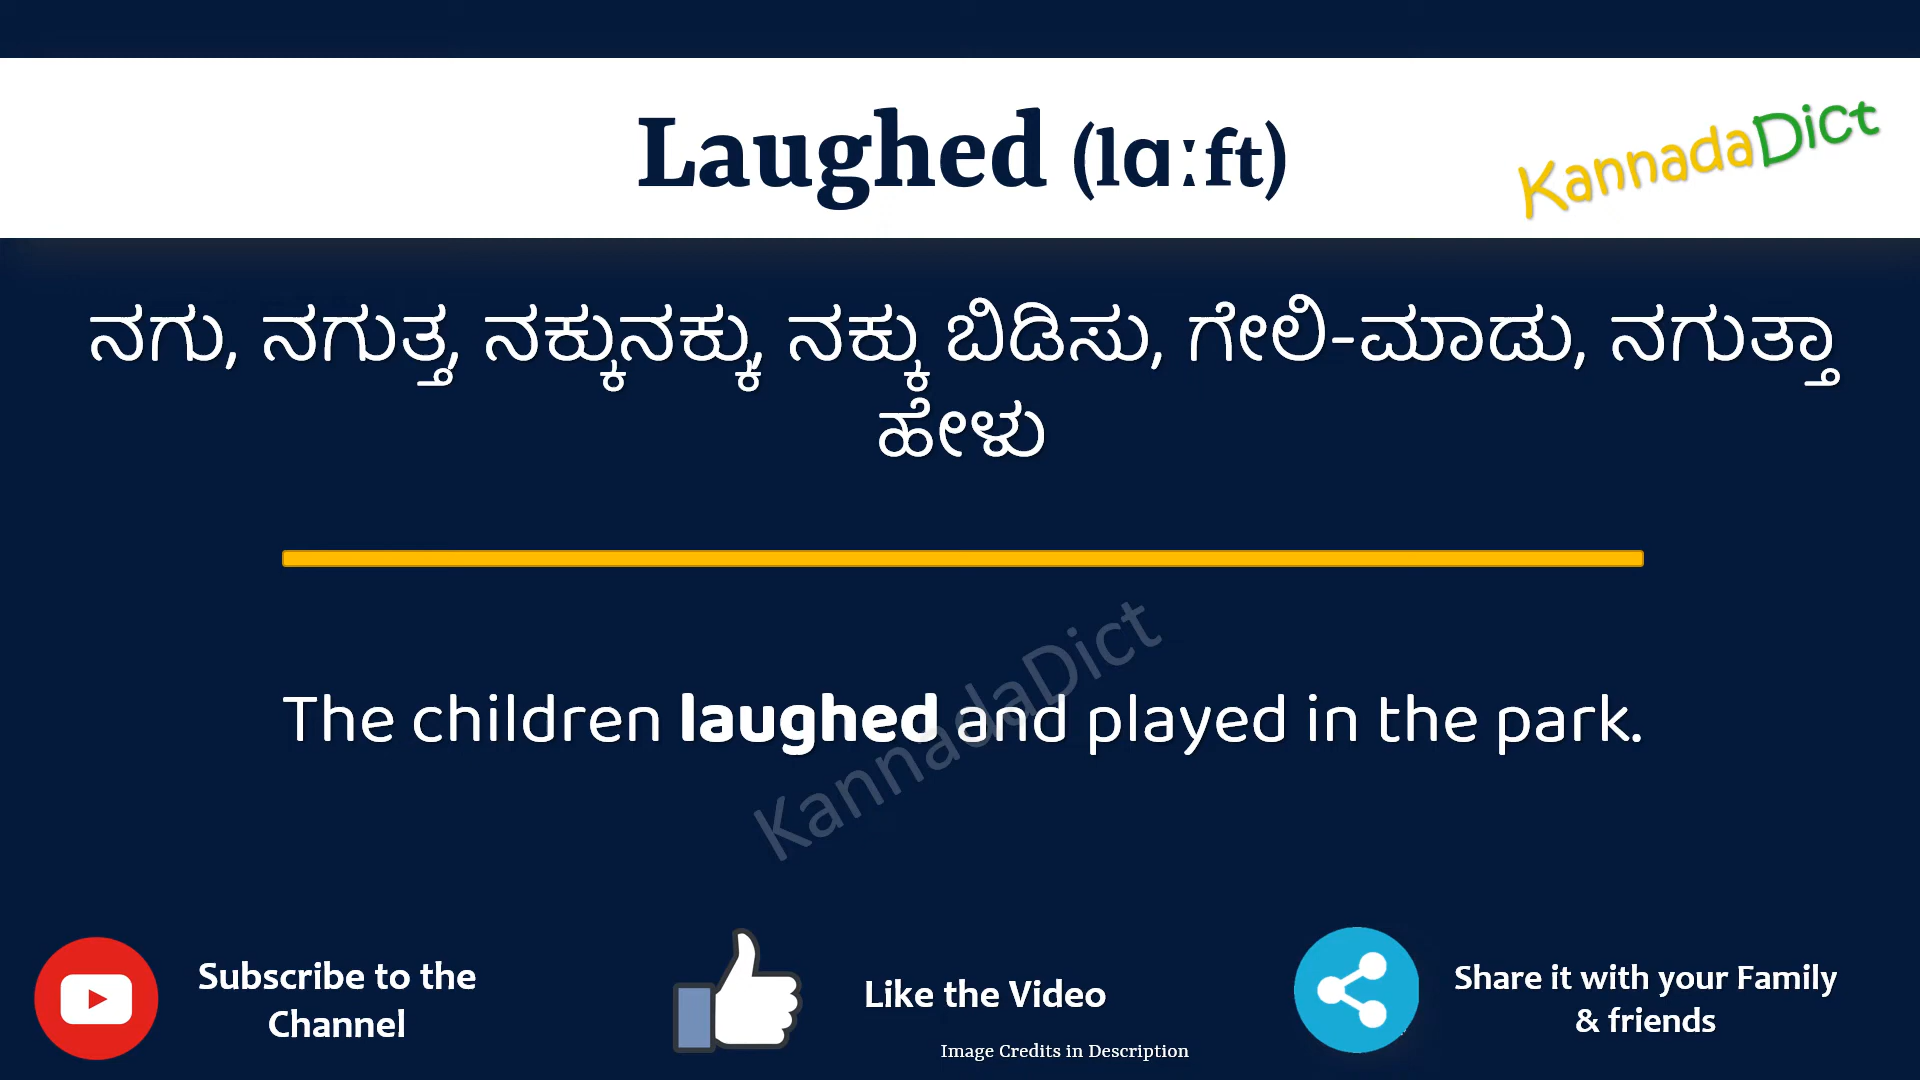 Laughed (lɑːft)
KannadaDict
ನಗು, ನಗುತ್ತ, ನಕ್ಕುನಕ್ಕು, ನಕ್ಕು ಬಿಡಿಸು, ಗೇಲಿ-ಮಾಡು, ನಗುತ್ತಾ
ಹೇಳು
The children laughed and played in the park.
KannadaDict
Subscribe to the
Channel
Like the Video
Share it with your Family
& friends
Image Credits in Description